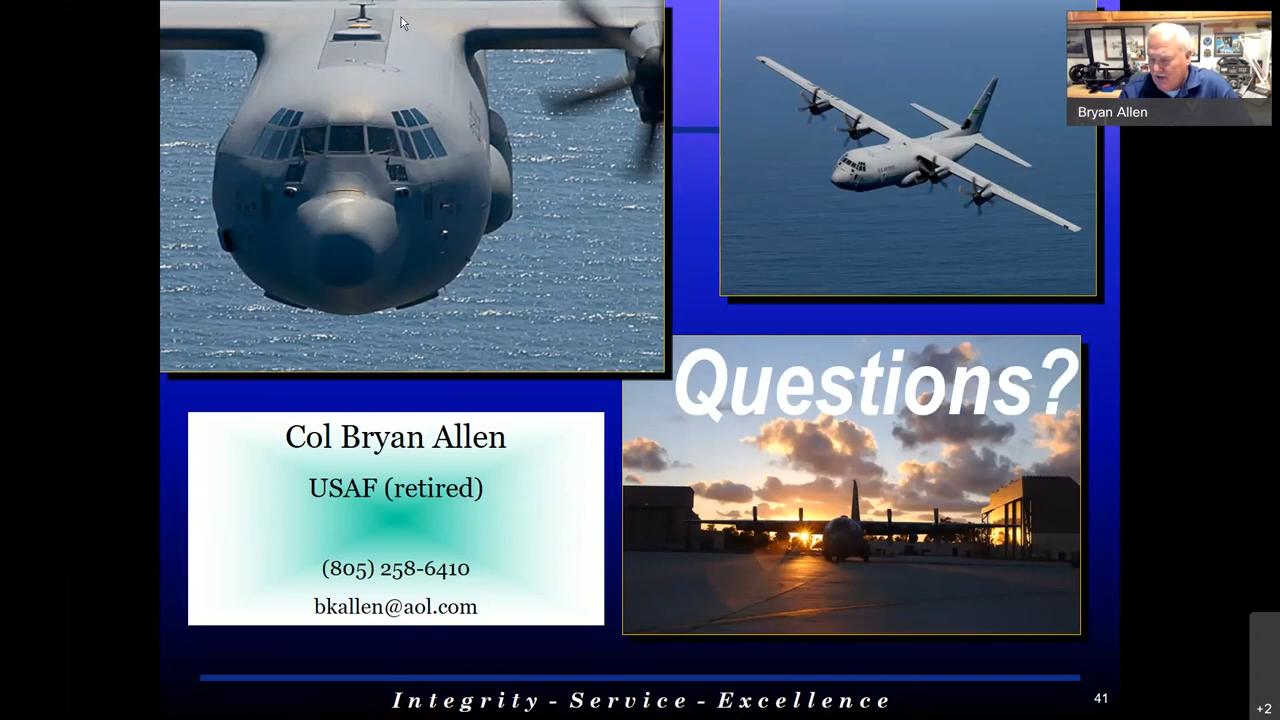 Bryan Allen
Questions?
Col Bryan Allen
USAF (retired)
(805) 258-6410
bkallen@aol.com
Integrity - Service - Excellence
41
+2